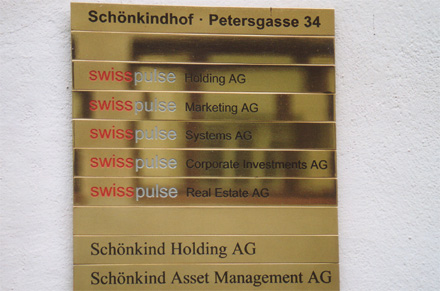 Schönkindhof · Petersgasse 34
swisspulse Holding AG
swisspulse Marketing AG
swisspulse Systems AG
swisspulse Corporate Investments AG
swisspulse Real Estate AG
Schönkind Holding AG
Schönkind Asset Management AG